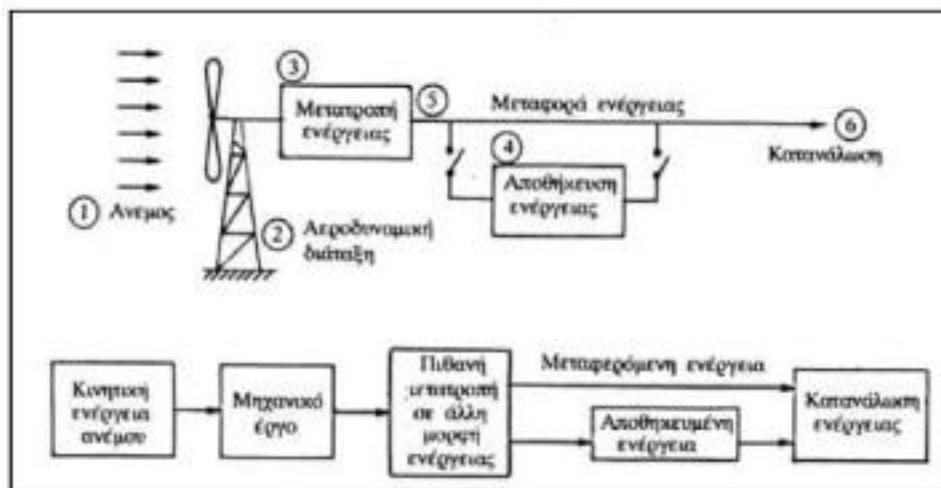 ③
Μετατροπή
ενέργειας
⑤
Μεταφορά ενέργειας
⑥
Κατανάλωση
④
Αποθήκευση
ενέργειας
① Ανεμος
② Αεροδυναμική
διάταξη
Κινητική
ενέργεια
ανέμου
Μηχανικό
έργο
Πιθανή
μετατροπή
σε άλλη
μορφή
ενέργειας
Μεταφερόμενη ενέργεια
Αποθηκευμένη
ενέργεια
Κατανάλωση
ενέργειας